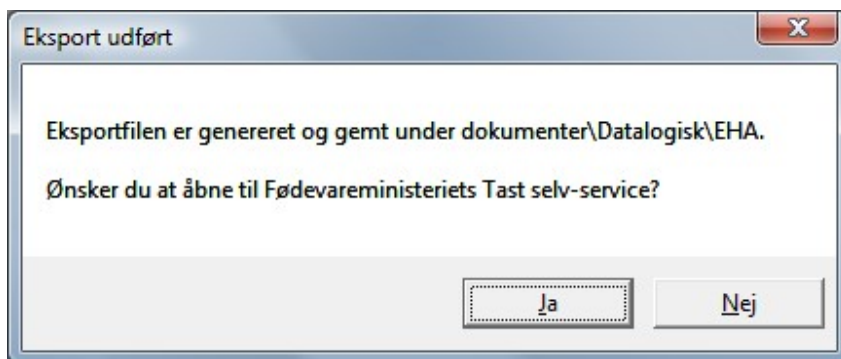 Eksport udført
Eksportfilen er genereret og gemt under dokumenter\Datalogisk\EHA.
Ønsker du at åbne til Fødevareministeriets Tast selv-service?
Ja
Nej